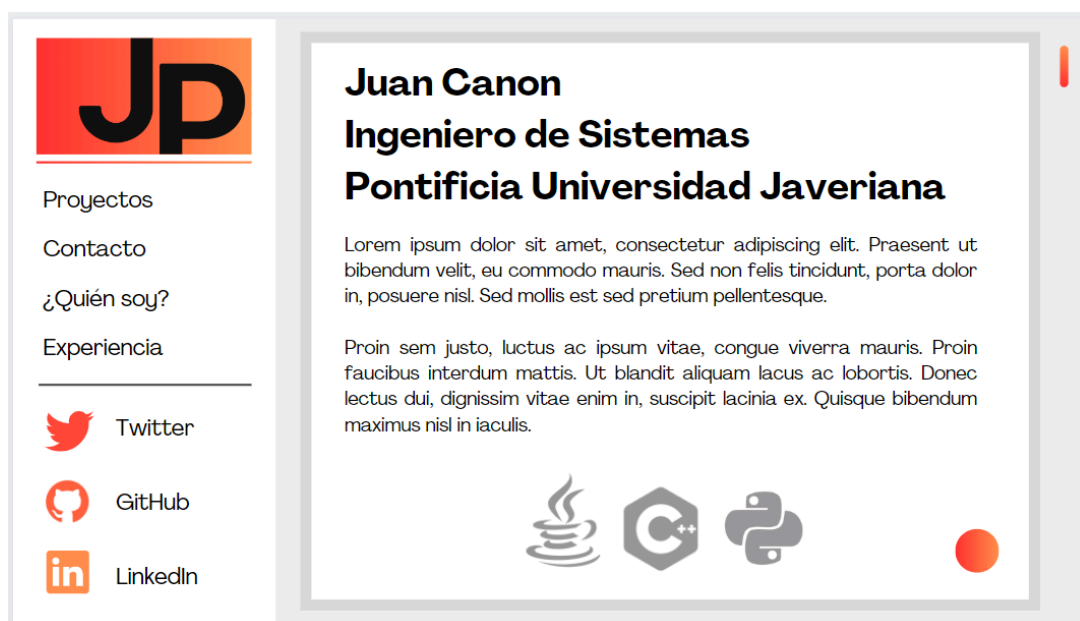 JP
Proyectos
Contacto
¿Quién soy?
Experiencia
Twitter
GitHub
in
LinkedIn
Juan Canon
Ingeniero de Sistemas
Pontificia Universidad Javeriana
Lorem ipsum dolor sit amet, consectetur adipiscing elit. Praesent ut
bibendum velit, eu commodo mauris. Sed non felis tincidunt, porta dolor
in, posuere nisl. Sed mollis est sed pretium pellentesque.
Proin sem justo, luctus ac ipsum vitae, congue viverra mauris. Proin
faucibus interdum mattis. Ut blandit aliquam lacus ac lobortis. Donec
lectus dui, dignissim vitae enim in, suscipit lacinia ex. Quisque bibendum
maximus nisl in iaculis.
C++